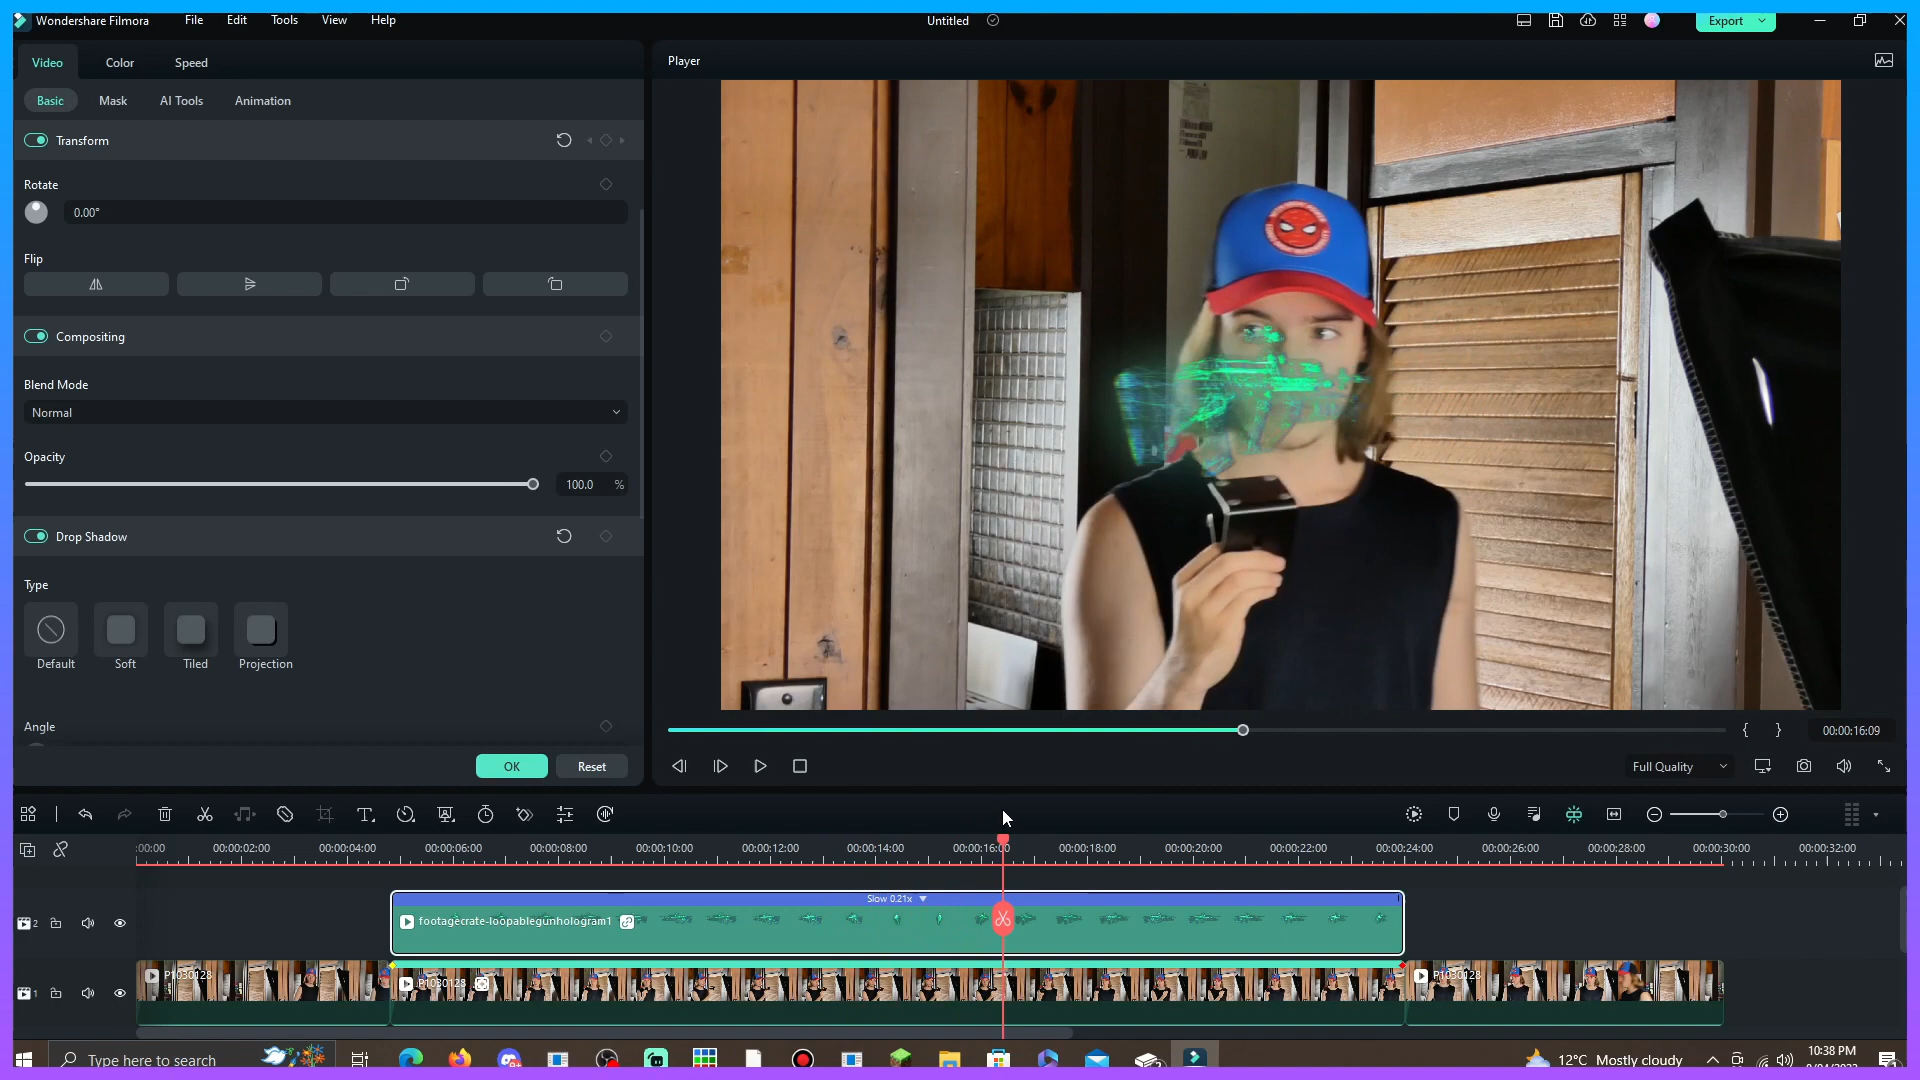 Wondershare Filmora File Edit Tools View Help Untitled Export
Video Color Speed
Player
Basic Mask AI Tools Animation
Transform
Rotate
0.00°
Flip
Compositing
Blend Mode
Normal
Opacity
100.0 %
Drop Shadow
Type
Default Soft Tiled Projection
Angle
OK Reset
{ } 00:00:16:09
Full Quality
:00:00 00:00:02:00 00:00:04:00 00:00:06:00 00:00:08:00 00:00:10:00 00:00:12:00 00:00:14:00 00:00:16:00 00:00:18:00 00:00:20:00 00:00:22:00 00:00:24:00 00:00:26:00 00:00:28:00 00:00:30:00 00:00:32:00
Slow 0.21x
2 footagecrate-loopablegunhologram1
P1030128 P1030128 P1030128
1
Type here to search 12°C Mostly cloudy 10:38 PM